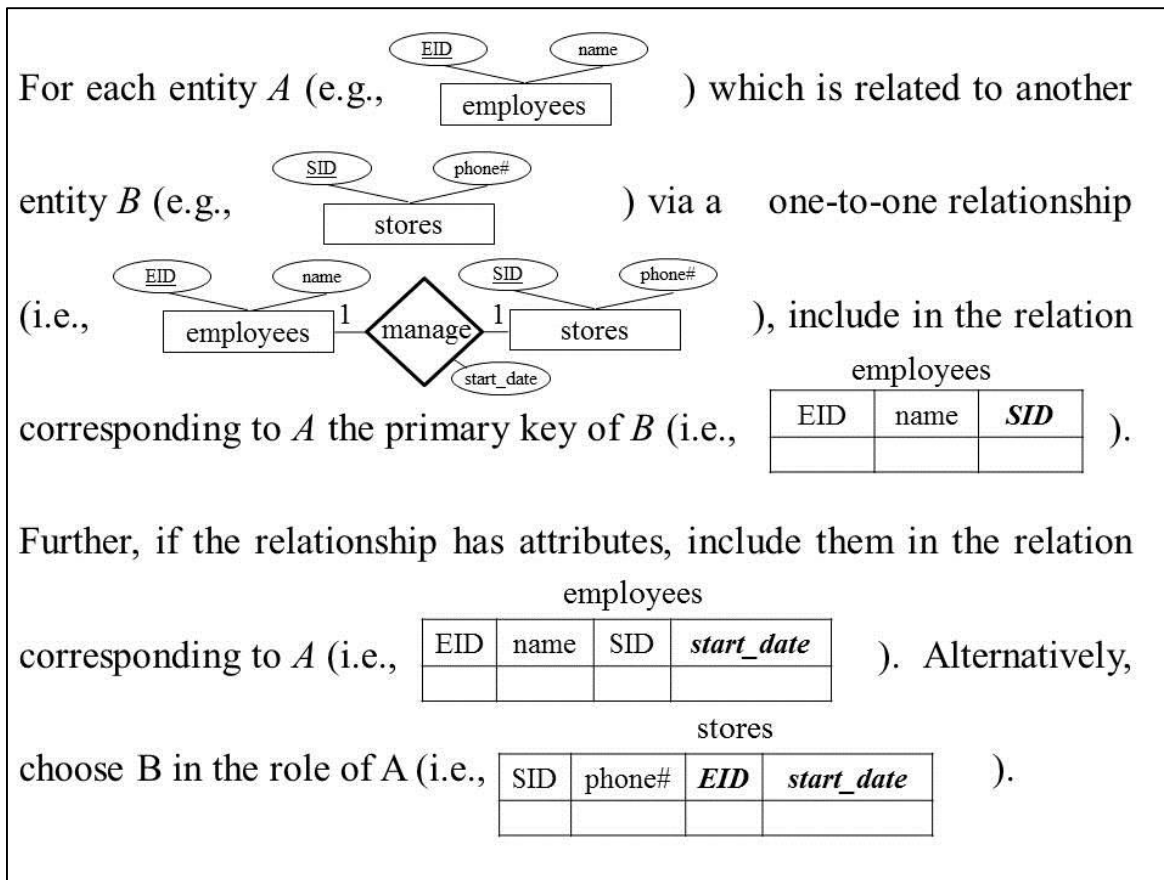 EID name
For each entity A (e.g., employees ) which is related to another
SID phone#
entity B (e.g., stores ) via a one-to-one relationship
EID name SID phone#
(i.e., employees 1 manage 1 stores ), include in the relation
start_date
employees
corresponding to A the primary key of B (i.e., EID name SID ).
Further, if the relationship has attributes, include them in the relation
employees
corresponding to A (i.e., EID name SID start_date ). Alternatively,
stores
choose B in the role of A (i.e., SID phone# EID start_date ).